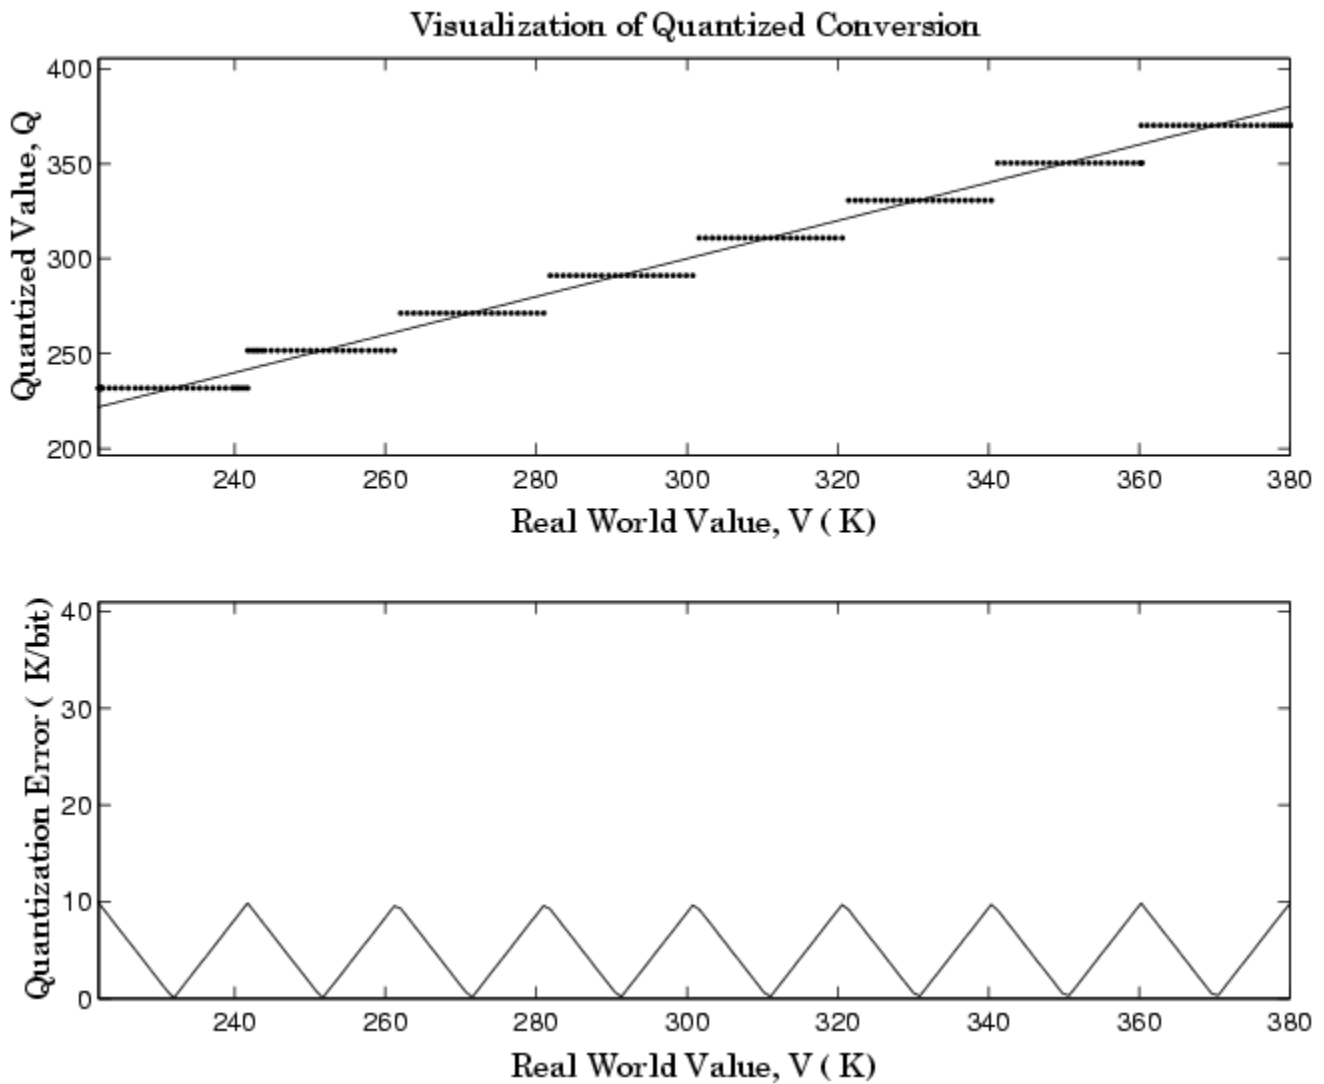 Visualization of Quantized Conversion
400
350
300
250
200
Quantized Value, Q
240 260 280 300 320 340 360 380
Real World Value, V ( K)
40
30
20
10
0
Quantization Error ( K/bit)
240 260 280 300 320 340 360 380
Real World Value, V ( K)